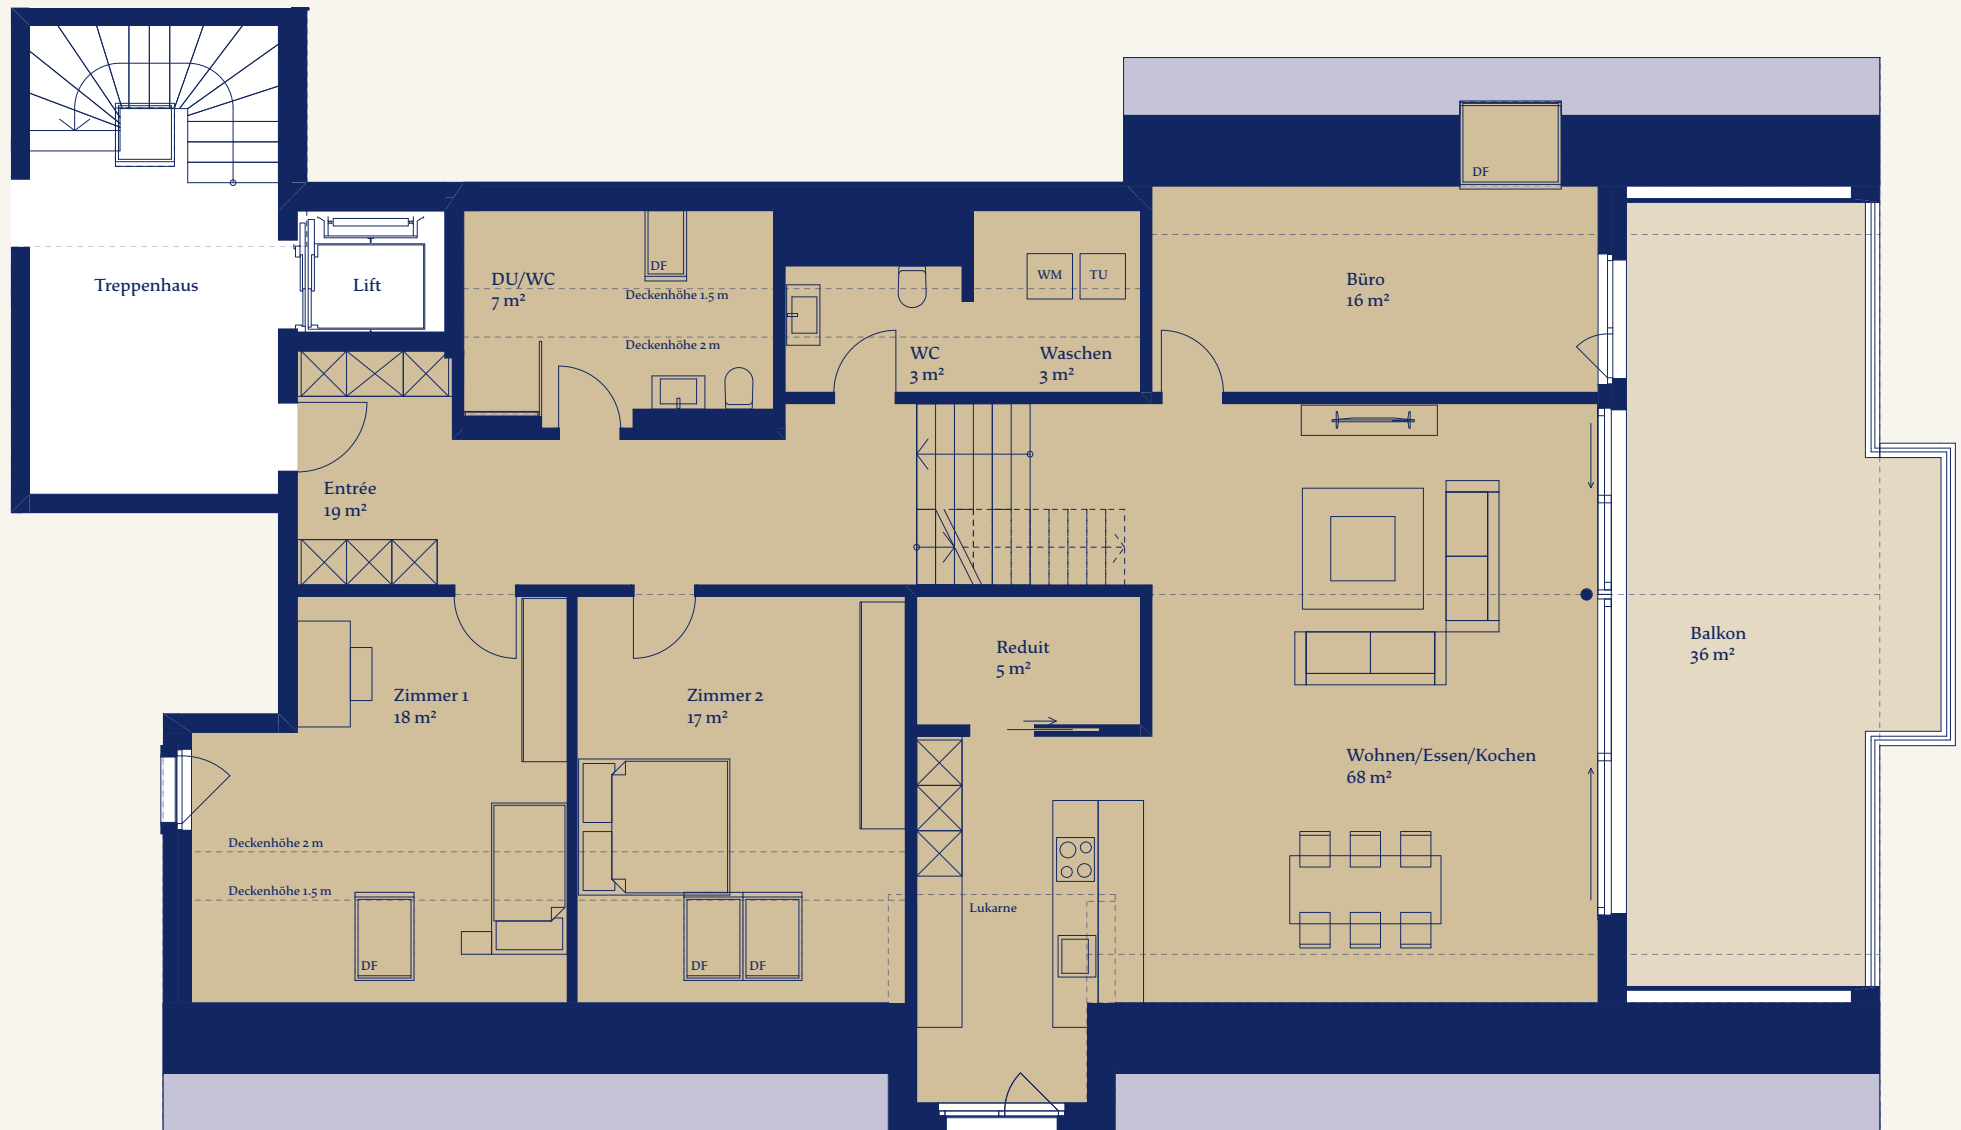 DF
Treppenhaus
Lift
DU/WC
7 m²
DF
Deckenhöhe 1.5 m
Deckenhöhe 2 m
WC
3 m²
WM
TU
Waschen
3 m²
Büro
16 m²
Entrée
19 m²
Zimmer 1
18 m²
Zimmer 2
17 m²
Reduit
5 m²
Balkon
36 m²
Wohnen/Essen/Kochen
68 m²
Deckenhöhe 2 m
Deckenhöhe 1.5 m
Lukarne
DF
DF
DF